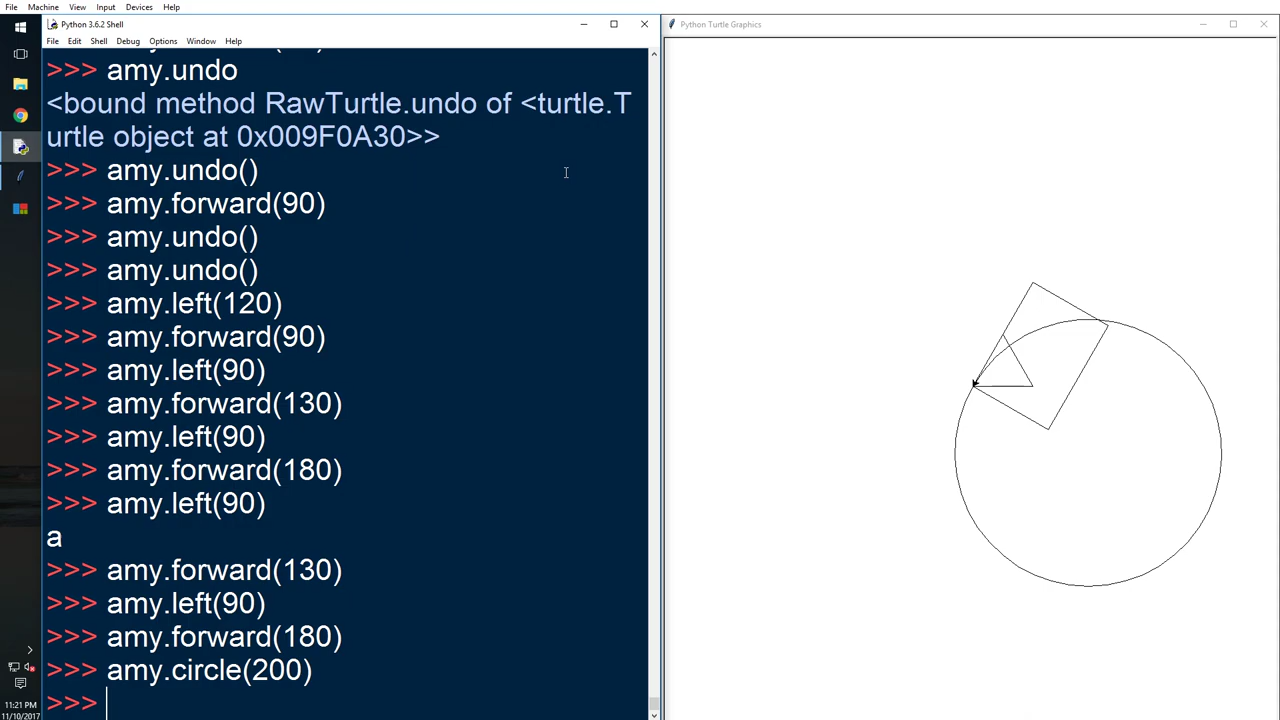 File Machine View Input Devices Help
Python 3.6.2 Shell
File Edit Shell Debug Options Window Help
>>> amy.undo
<bound method RawTurtle.undo of <turtle.T
urtle object at 0x009F0A30>>
>>> amy.undo()
>>> amy.forward(90)
>>> amy.undo()
>>> amy.undo()
>>> amy.left(120)
>>> amy.forward(90)
>>> amy.left(90)
>>> amy.forward(130)
>>> amy.left(90)
>>> amy.forward(180)
>>> amy.left(90)
a
>>> amy.forward(130)
>>> amy.left(90)
>>> amy.forward(180)
>>> amy.circle(200)
>>>
Python Turtle Graphics
11:21 PM
11/10/2017